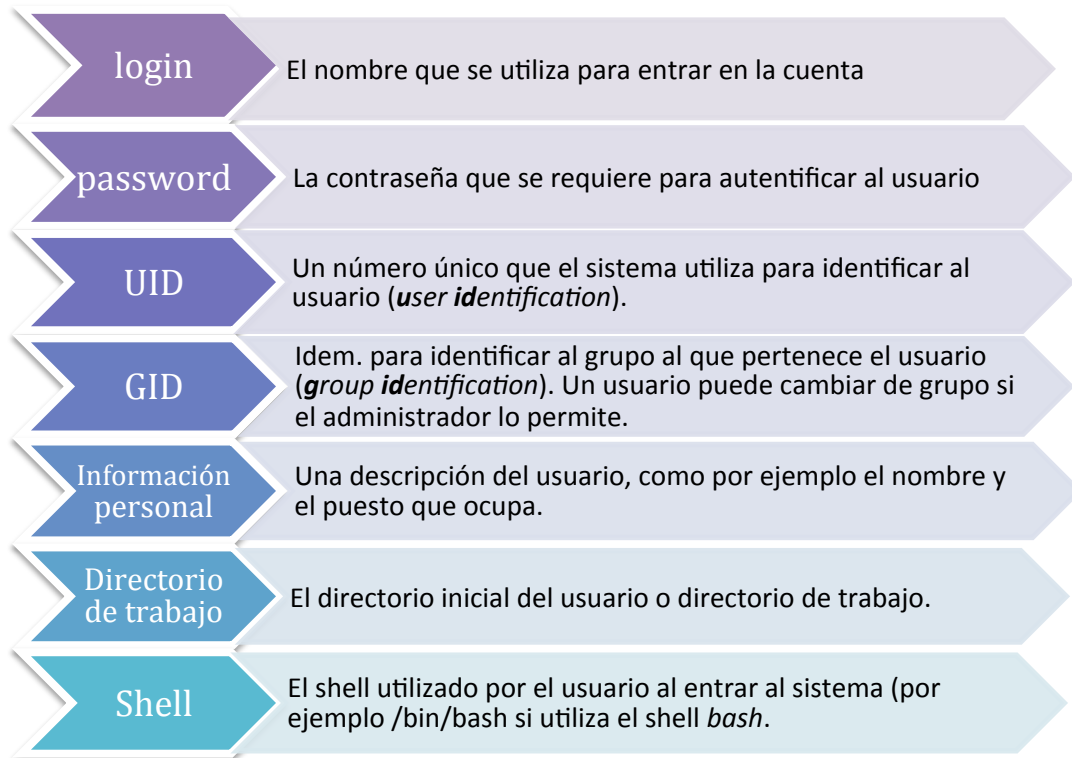 login
El nombre que se utiliza para entrar en la cuenta
password
La contraseña que se requiere para autentificar al usuario
UID
Un número único que el sistema utiliza para identificar al
usuario (user identification).
GID
Idem. para identificar al grupo al que pertenece el usuario
(group identification). Un usuario puede cambiar de grupo si
el administrador lo permite.
Información
personal
Una descripción del usuario, como por ejemplo el nombre y
el puesto que ocupa.
Directorio
de trabajo
El directorio inicial del usuario o directorio de trabajo.
Shell
El shell utilizado por el usuario al entrar al sistema (por
ejemplo /bin/bash si utiliza el shell bash.